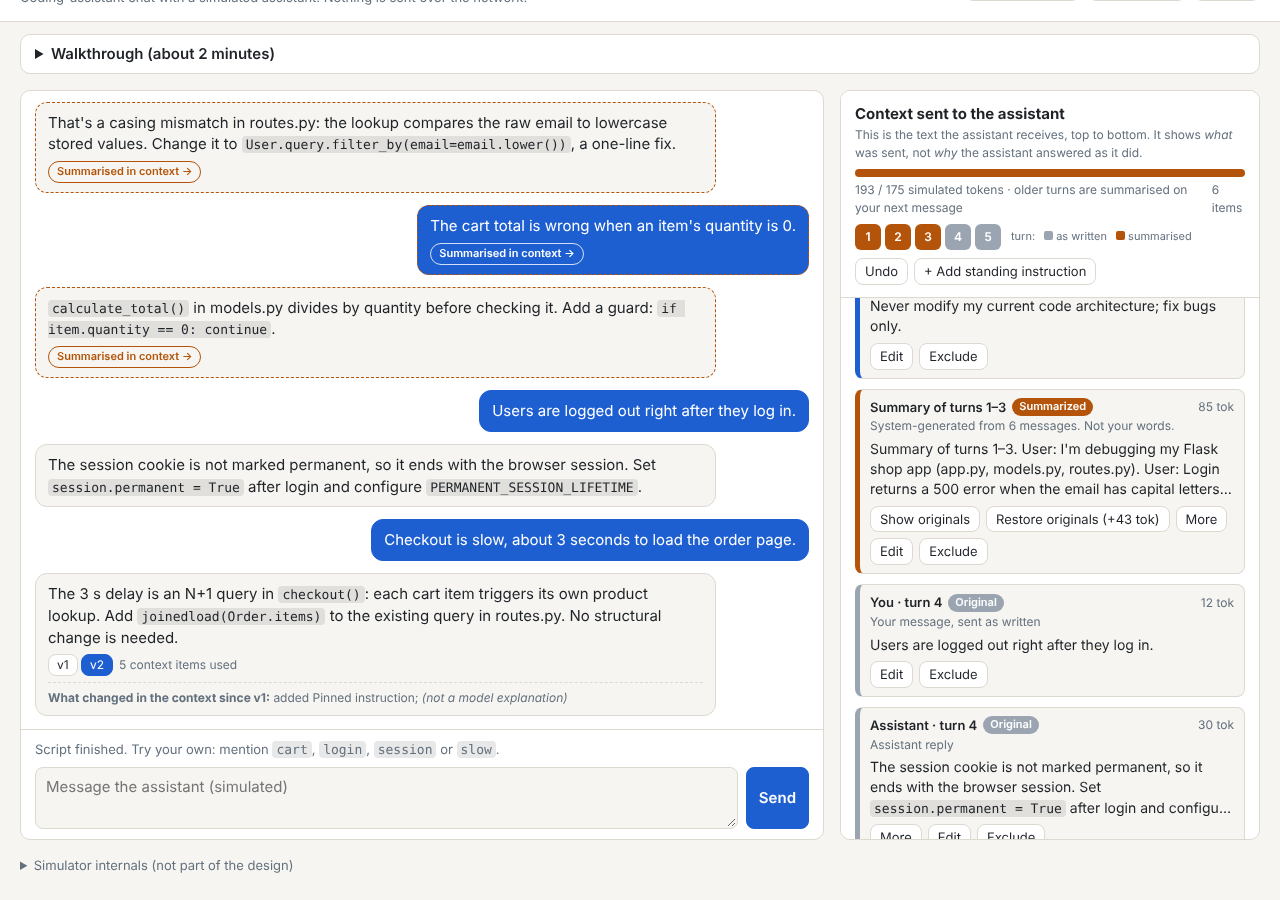 Coding-assistant chat with a simulated assistant. Nothing is sent over the network.
Walkthrough (about 2 minutes)
That's a casing mismatch in routes.py: the lookup compares the raw email to lowercase
stored values. Change it to User.query.filter_by(email=email.lower()), a one-line fix.
Summarised in context →
The cart total is wrong when an item's quantity is 0.
Summarised in context →
calculate_total() in models.py divides by quantity before checking it. Add a guard: if
item.quantity == 0: continue.
Summarised in context →
Users are logged out right after they log in.
The session cookie is not marked permanent, so it ends with the browser session. Set
session.permanent = True after login and configure PERMANENT_SESSION_LIFETIME.
Checkout is slow, about 3 seconds to load the order page.
The 3 s delay is an N+1 query in checkout(): each cart item triggers its own product
lookup. Add joinedload(Order.items) to the existing query in routes.py. No structural
change is needed.
v1 v2 5 context items used
What changed in the context since v1: added Pinned instruction; (not a model explanation)
Script finished. Try your own: mention cart, login, session or slow.
Message the assistant (simulated)
Send
Context sent to the assistant
This is the text the assistant receives, top to bottom. It shows what
was sent, not why the assistant answered as it did.
193 / 175 simulated tokens · older turns are summarised on
your next message
6
items
1 2 3 4 5 turn: as written summarised
Undo + Add standing instruction
Never modify my current code architecture; fix bugs
only.
Edit Exclude
Summary of turns 1–3 Summarized 85 tok
System-generated from 6 messages. Not your words.
Summary of turns 1–3. User: I'm debugging my Flask
shop app (app.py, models.py, routes.py). User: Login
returns a 500 error when the email has capital letters…
Show originals Restore originals (+43 tok) More
Edit Exclude
You · turn 4 Original 12 tok
Your message, sent as written
Users are logged out right after they log in.
Edit Exclude
Assistant · turn 4 Original 30 tok
Assistant reply
The session cookie is not marked permanent, so it
ends with the browser session. Set
session.permanent = True after login and configu…
More Edit Exclude
Simulator internals (not part of the design)